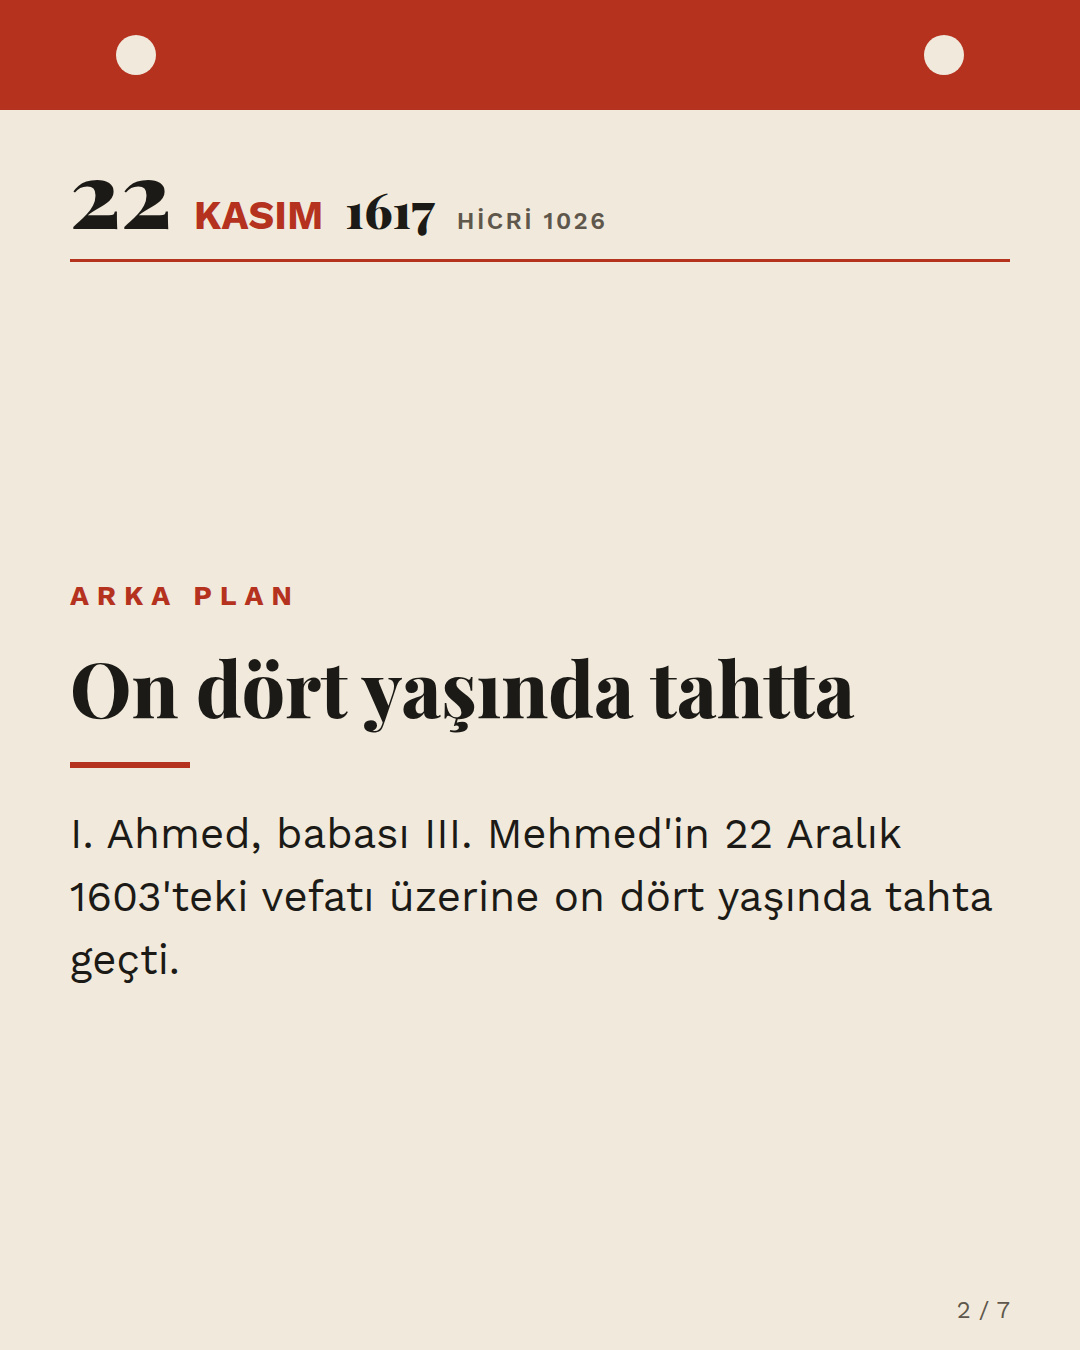 22 KASIM 1617 HİCRİ 1026
ARKA PLAN
On dört yaşında tahtta
I. Ahmed, babası III. Mehmed'in 22 Aralık
1603'teki vefatı üzerine on dört yaşında tahta
geçti.
2 / 7